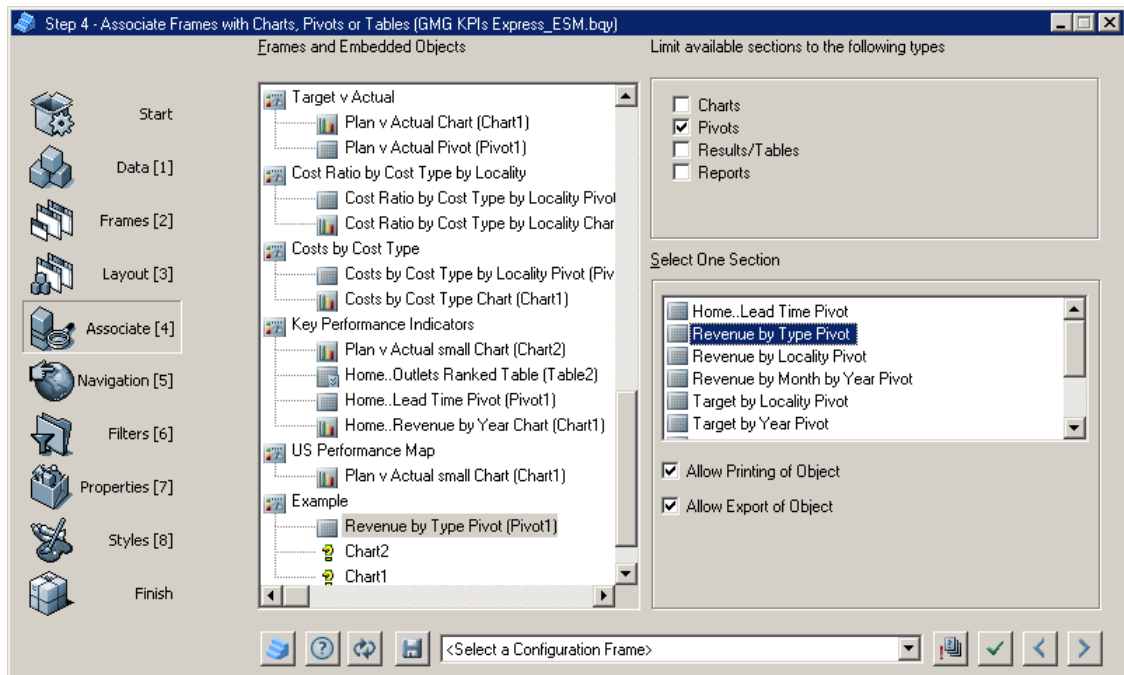 Step 4 - Associate Frames with Charts, Pivots or Tables (GMG KPIs Express_ESM.bqy)
Frames and Embedded Objects
Limit available sections to the following types
Start
Data [1]
Frames [2]
Layout [3]
Associate [4]
Navigation [5]
Filters [6]
Properties [7]
Styles [8]
Finish
Target v Actual
Plan v Actual Chart (Chart1)
Plan v Actual Pivot (Pivot1)
Cost Ratio by Cost Type by Locality
Cost Ratio by Cost Type by Locality Pivot
Cost Ratio by Cost Type by Locality Char
Costs by Cost Type
Costs by Cost Type by Locality Pivot (Piv
Costs by Cost Type Chart (Chart1)
Key Performance Indicators
Plan v Actual small Chart (Chart2)
Home..Outlets Ranked Table (Table2)
Home..Lead Time Pivot (Pivot1)
Home..Revenue by Year Chart (Chart1)
US Performance Map
Plan v Actual small Chart (Chart1)
Example
Revenue by Type Pivot (Pivot1)
Chart2
Chart1
Charts
Pivots
Results/Tables
Reports
Select One Section
Home..Lead Time Pivot
Revenue by Type Pivot
Revenue by Locality Pivot
Revenue by Month by Year Pivot
Target by Locality Pivot
Target by Year Pivot
Allow Printing of Object
Allow Export of Object
<Select a Configuration Frame>